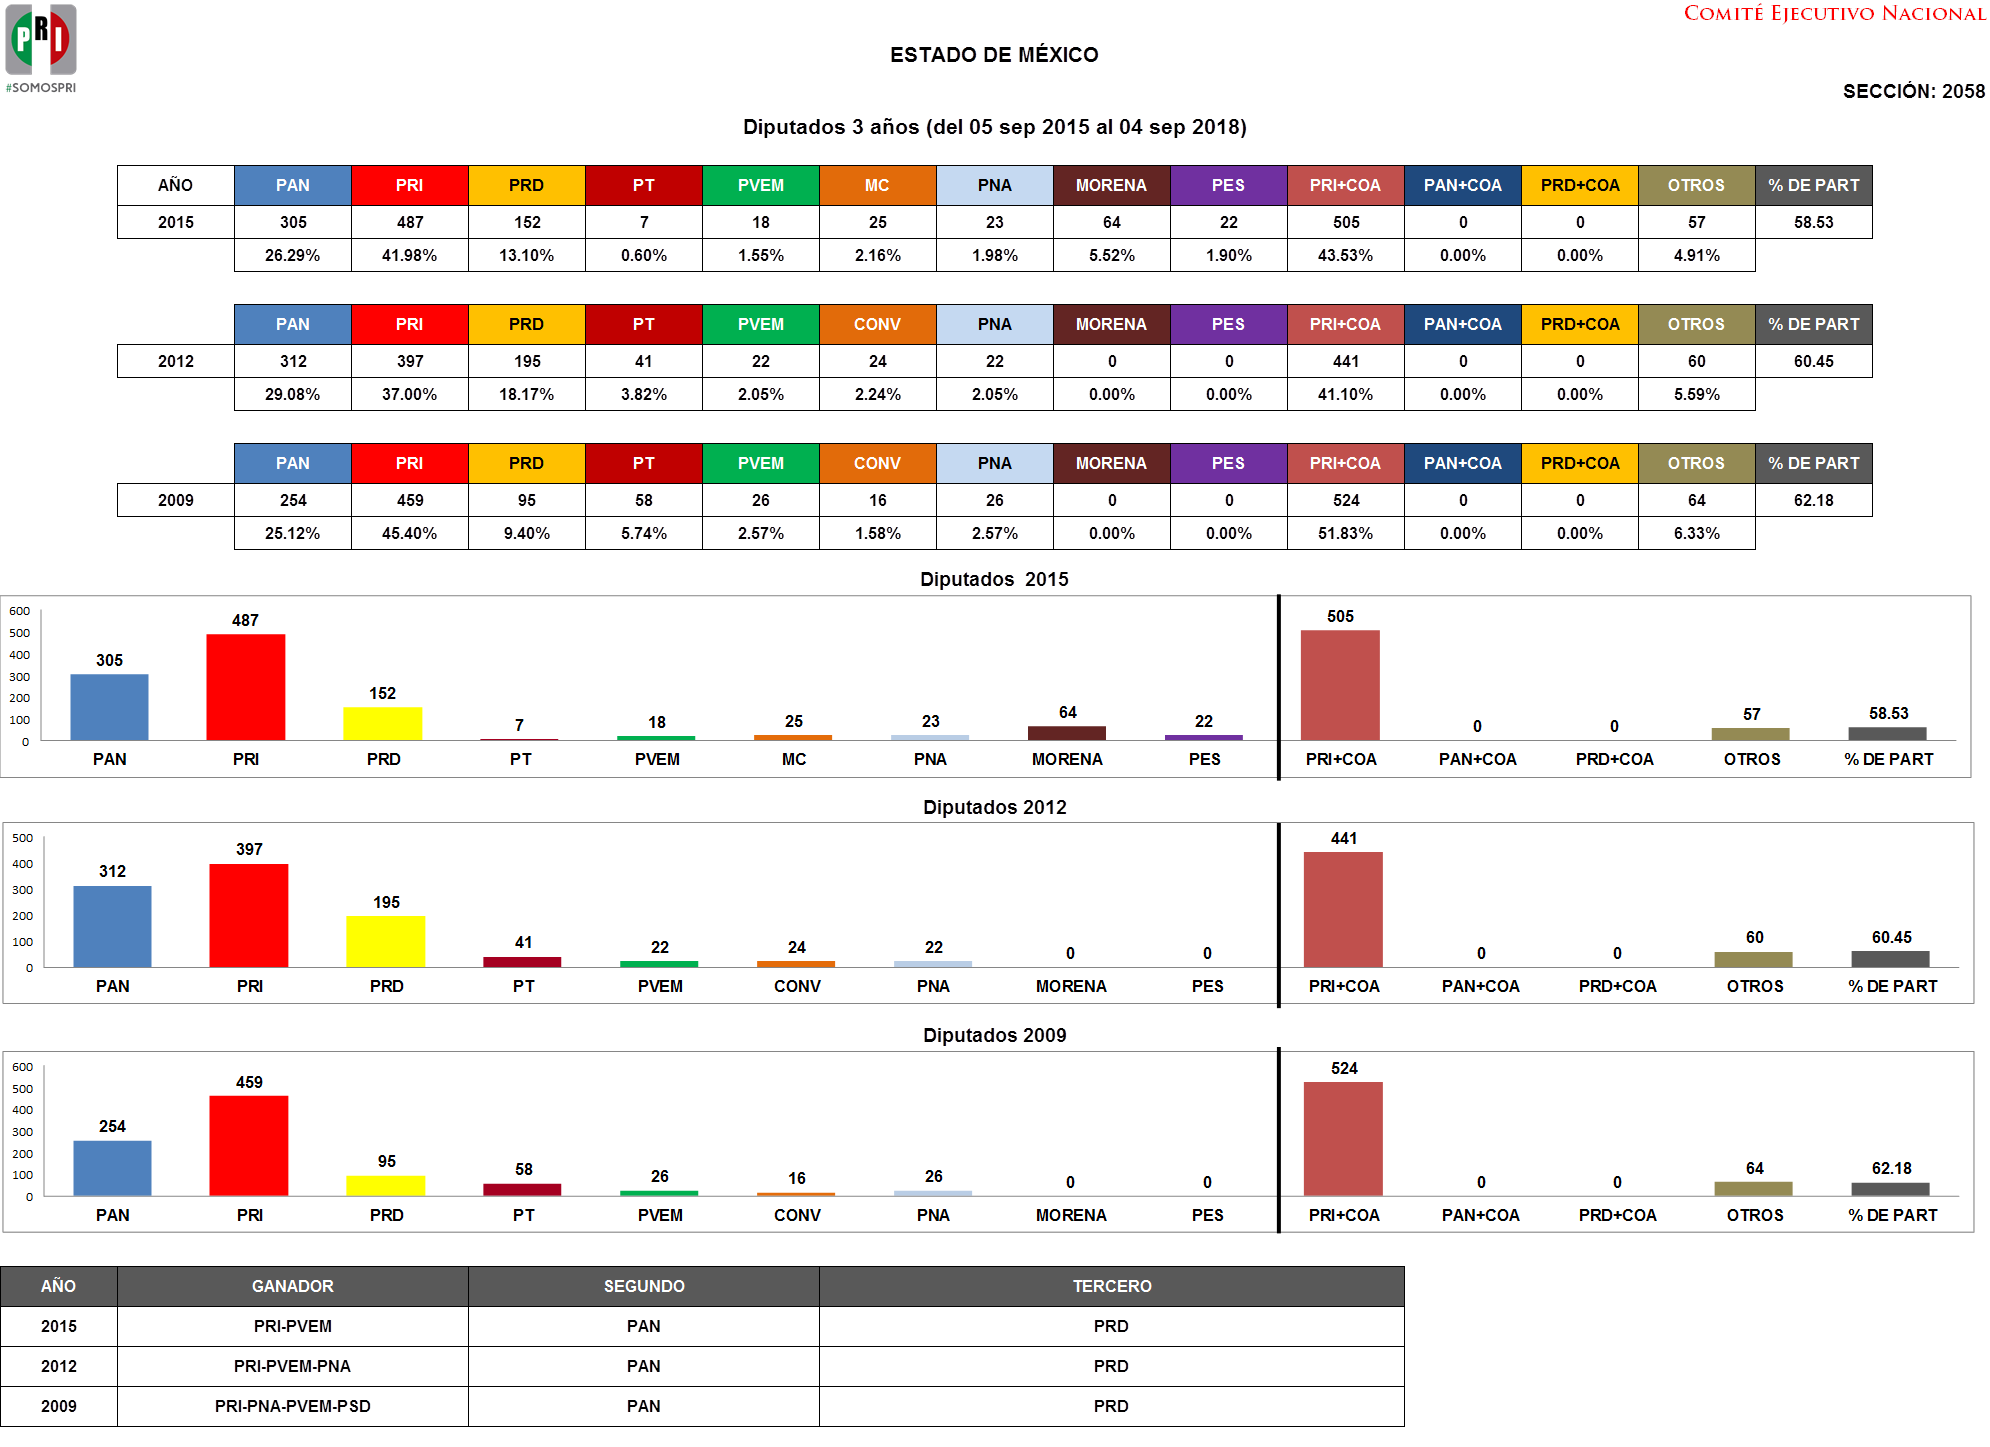 PRI
#SOMOSPRI
COMITÉ EJECUTIVO NACIONAL
ESTADO DE MÉXICO
SECCIÓN: 2058
Diputados 3 años (del 05 sep 2015 al 04 sep 2018)
AÑO PAN PRI PRD PT PVEM MC PNA MORENA PES PRI+COA PAN+COA PRD+COA OTROS % DE PART
2015 305 487 152 7 18 25 23 64 22 505 0 0 57 58.53
26.29% 41.98% 13.10% 0.60% 1.55% 2.16% 1.98% 5.52% 1.90% 43.53% 0.00% 0.00% 4.91%
PAN PRI PRD PT PVEM CONV PNA MORENA PES PRI+COA PAN+COA PRD+COA OTROS % DE PART
2012 312 397 195 41 22 24 22 0 0 441 0 0 60 60.45
29.08% 37.00% 18.17% 3.82% 2.05% 2.24% 2.05% 0.00% 0.00% 41.10% 0.00% 0.00% 5.59%
PAN PRI PRD PT PVEM CONV PNA MORENA PES PRI+COA PAN+COA PRD+COA OTROS % DE PART
2009 254 459 95 58 26 16 26 0 0 524 0 0 64 62.18
25.12% 45.40% 9.40% 5.74% 2.57% 1.58% 2.57% 0.00% 0.00% 51.83% 0.00% 0.00% 6.33%
Diputados 2015
600
500
400
300
200
100
0
305 487 152 7 18 25 23 64 22 505 0 0 57 58.53
PAN PRI PRD PT PVEM MC PNA MORENA PES PRI+COA PAN+COA PRD+COA OTROS % DE PART
Diputados 2012
500
400
300
200
100
0
312 397 195 41 22 24 22 0 0 441 0 0 60 60.45
PAN PRI PRD PT PVEM CONV PNA MORENA PES PRI+COA PAN+COA PRD+COA OTROS % DE PART
Diputados 2009
600
500
400
300
200
100
0
254 459 95 58 26 16 26 0 0 524 0 0 64 62.18
PAN PRI PRD PT PVEM CONV PNA MORENA PES PRI+COA PAN+COA PRD+COA OTROS % DE PART
AÑO GANADOR SEGUNDO TERCERO
2015 PRI-PVEM PAN PRD
2012 PRI-PVEM-PNA PAN PRD
2009 PRI-PNA-PVEM-PSD PAN PRD